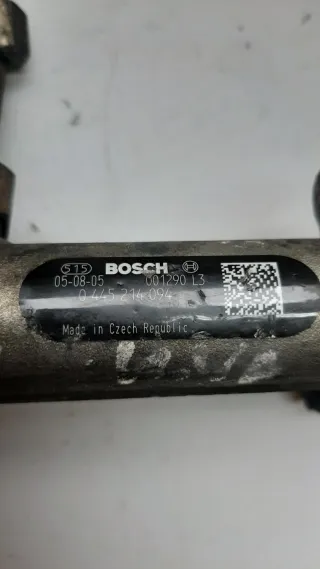 515 BOSCH
05-08-05 001290 L3
0 445 214 094
Made in Czech Republic